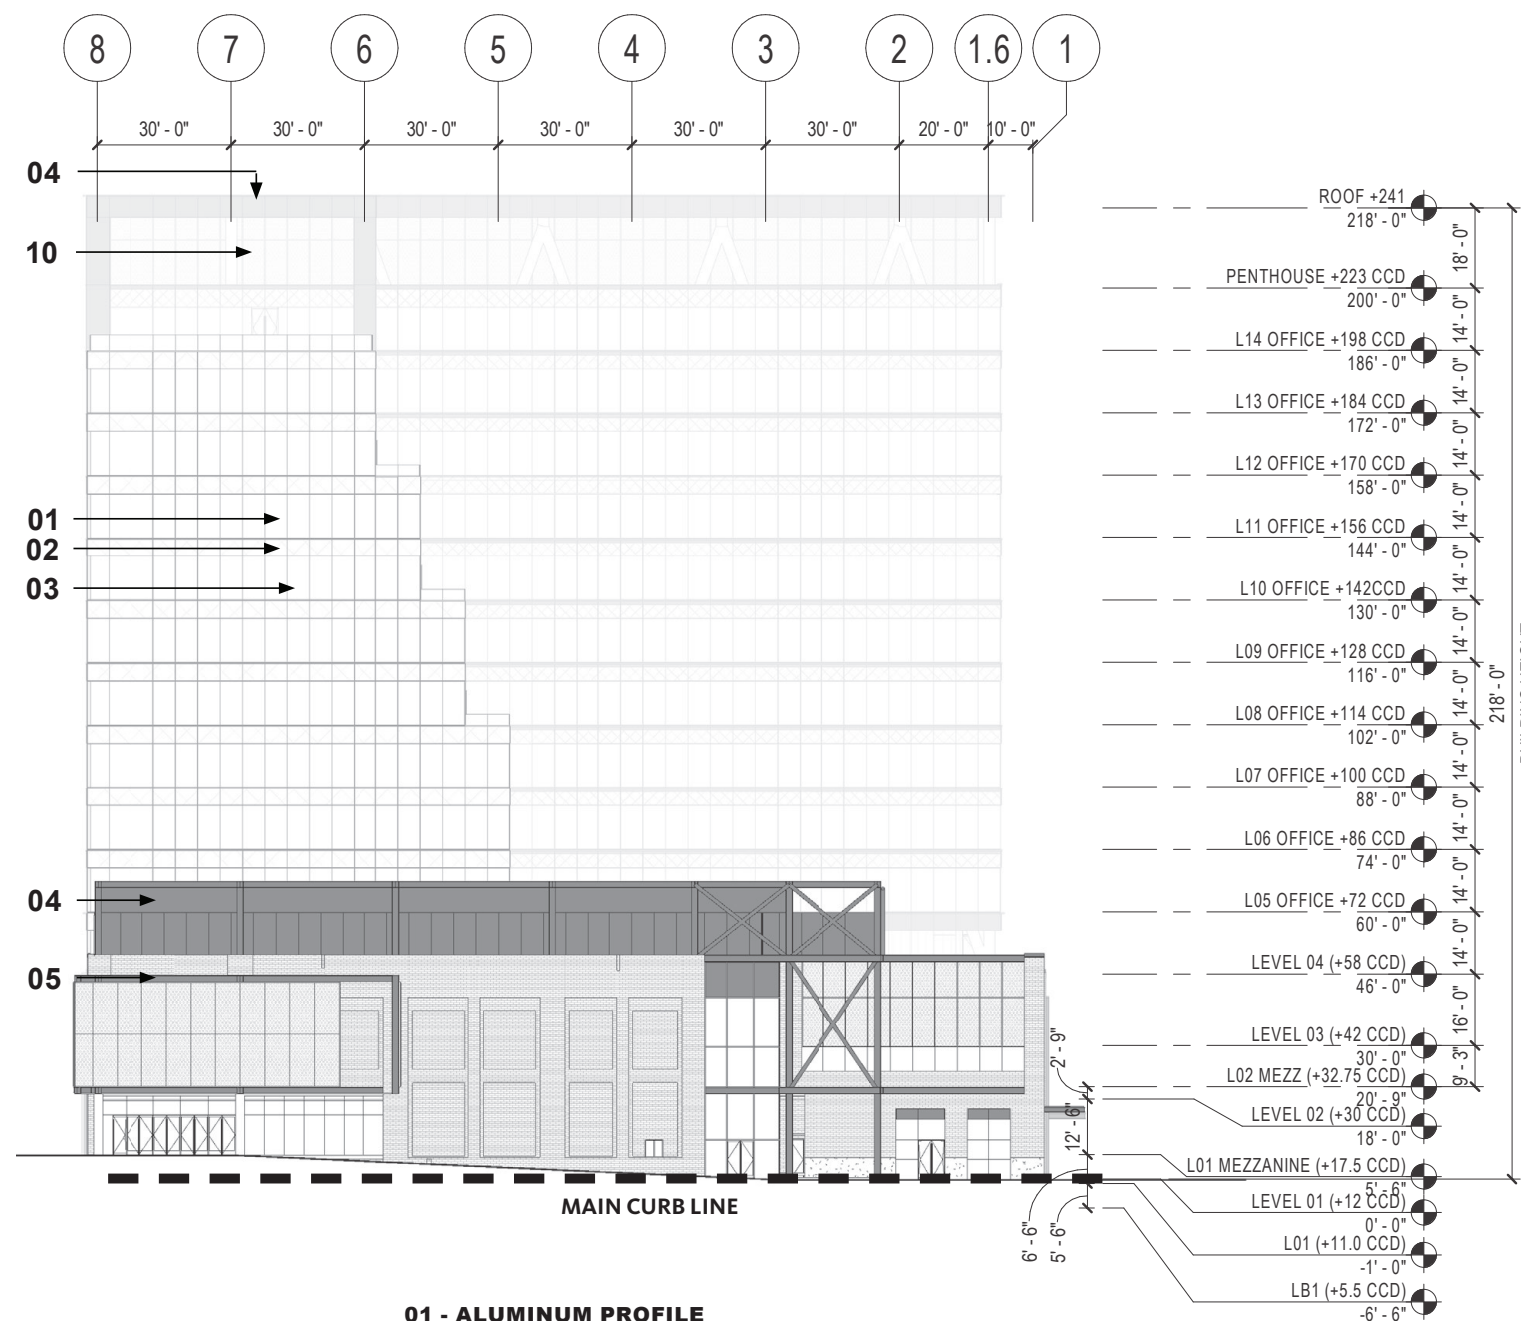 8 7 6 5 4 3 2 1.6 1
30' - 0" 30' - 0" 30' - 0" 30' - 0" 30' - 0" 30' - 0" 20' - 0" 10' - 0"
04
10
01
02
03
04
05
ROOF +241
218' - 0"
18' - 0"
PENTHOUSE +223 CCD
200' - 0"
14' - 0"
L14 OFFICE +198 CCD
186' - 0"
14' - 0"
L13 OFFICE +184 CCD
172' - 0"
14' - 0"
L12 OFFICE +170 CCD
158' - 0"
14' - 0"
L11 OFFICE +156 CCD
144' - 0"
14' - 0"
L10 OFFICE +142CCD
130' - 0"
14' - 0"
L09 OFFICE +128 CCD
116' - 0"
14' - 0"
218' - 0"
L08 OFFICE +114 CCD
102' - 0"
14' - 0"
L07 OFFICE +100 CCD
88' - 0"
14' - 0"
L06 OFFICE +86 CCD
74' - 0"
14' - 0"
L05 OFFICE +72 CCD
60' - 0"
14' - 0"
LEVEL 04 (+58 CCD)
46' - 0"
16' - 0"
LEVEL 03 (+42 CCD)
30' - 0"
9' - 3"
L02 MEZZ (+32.75 CCD)
20' - 9"
2' - 9"
LEVEL 02 (+30 CCD)
18' - 0"
12' - 6"
L01 MEZZANINE (+17.5 CCD)
5' - 6"
LEVEL 01 (+12 CCD)
0' - 0"
6' - 6"
5' - 6"
L01 (+11.0 CCD)
-1' - 0"
LB1 (+5.5 CCD)
-6' - 6"
MAIN CURB LINE
01 - ALUMINUM PROFILE